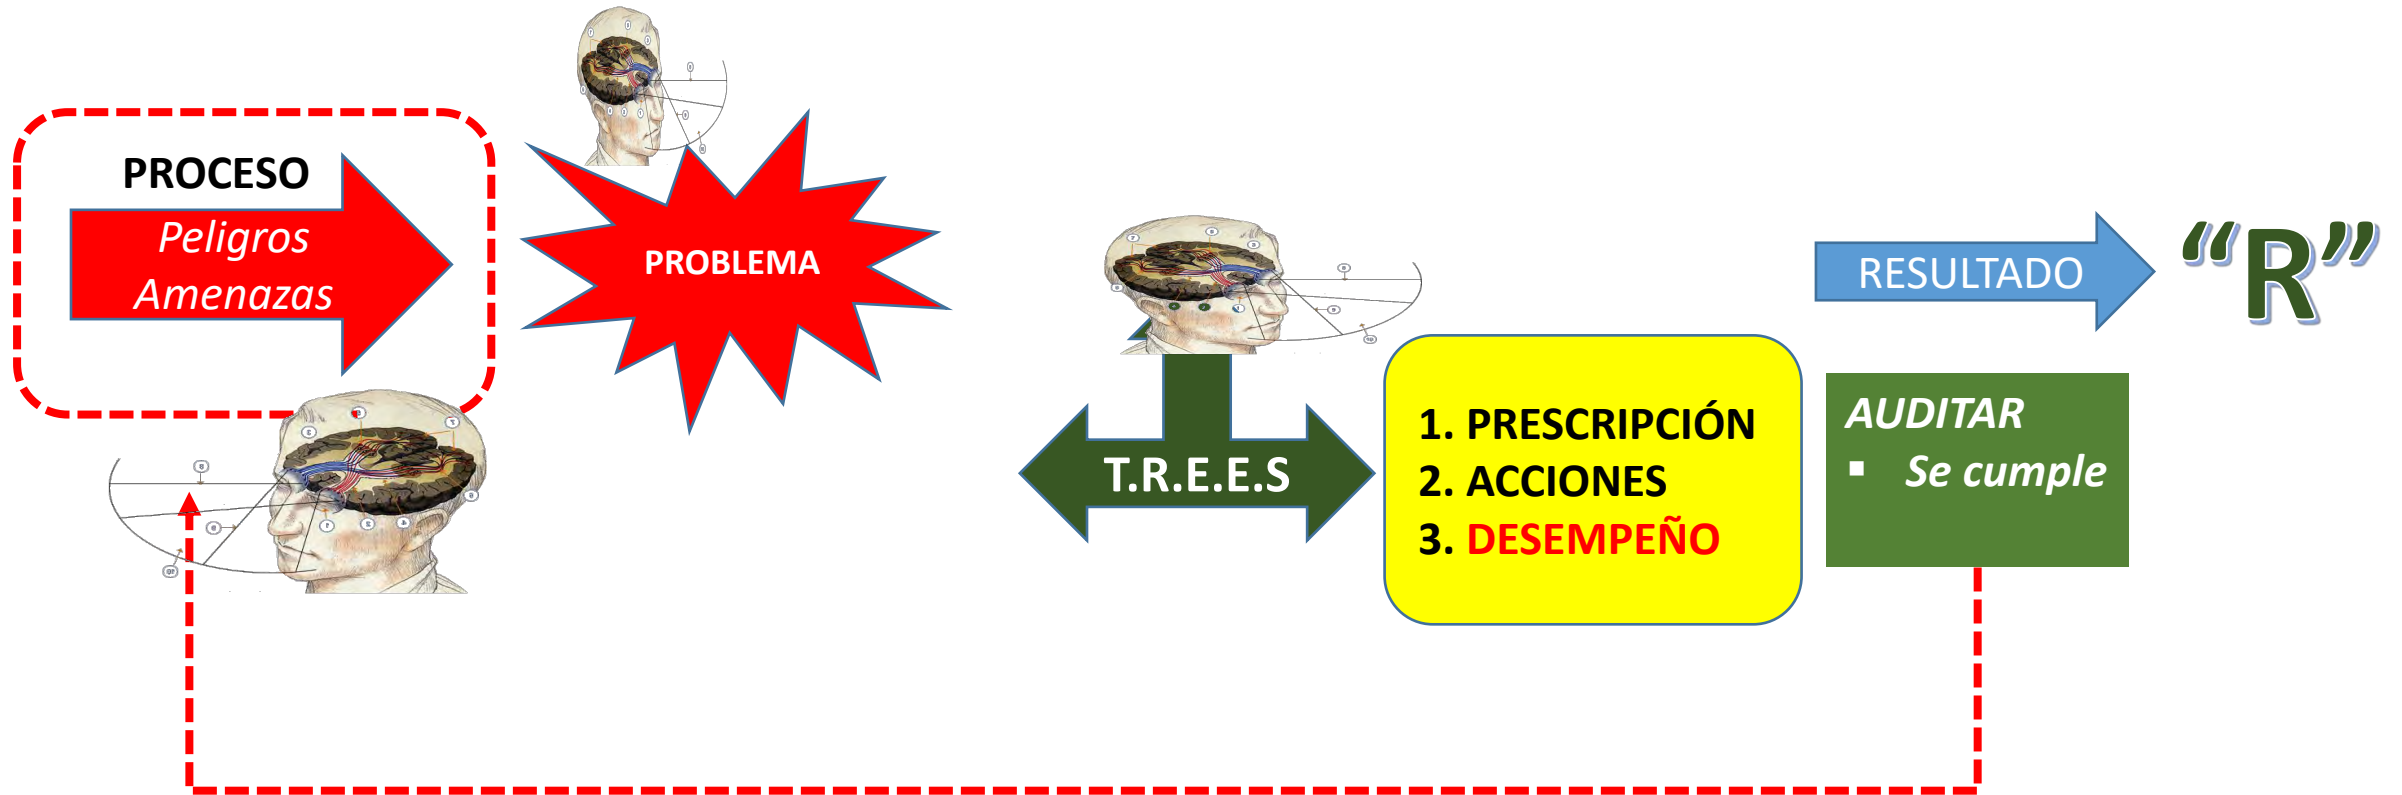 PROCESO
Peligros
Amenazas
PROBLEMA
T.R.E.E.S
1. PRESCRIPCIÓN
2. ACCIONES
3. DESEMPEÑO
RESULTADO
“R”
AUDITAR
▪ Se cumple